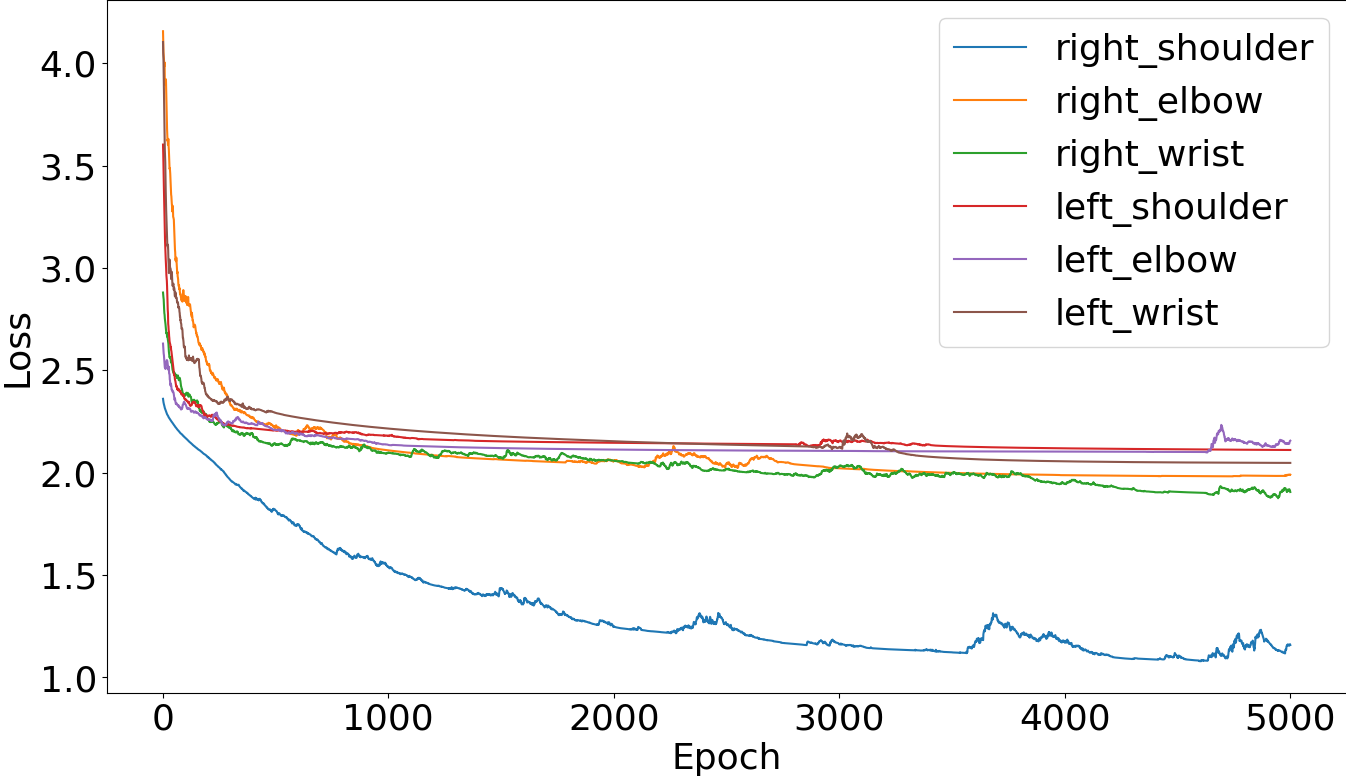 4.0
3.5
3.0
2.5
2.0
1.5
1.0
Loss
0 1000 2000 3000 4000 5000
Epoch
right_shoulder
right_elbow
right_wrist
left_shoulder
left_elbow
left_wrist